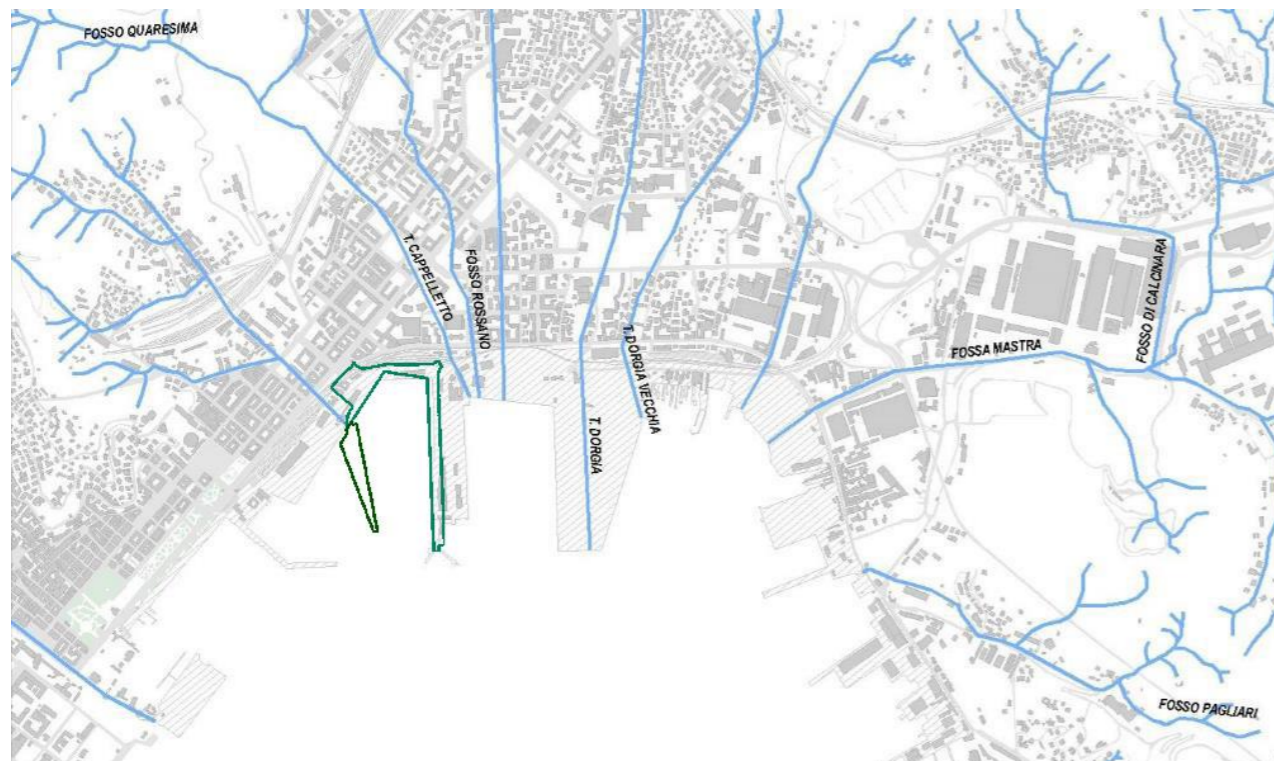 FOSSO QUARESIMA
T. CAPPELLETTO
FOSSO ROSSANO
T. DORGIA
T. DORGIA VECCHIA
FOSSA MASTRA
FOSSO DI CALCINARA
FOSSO PAGLIARI